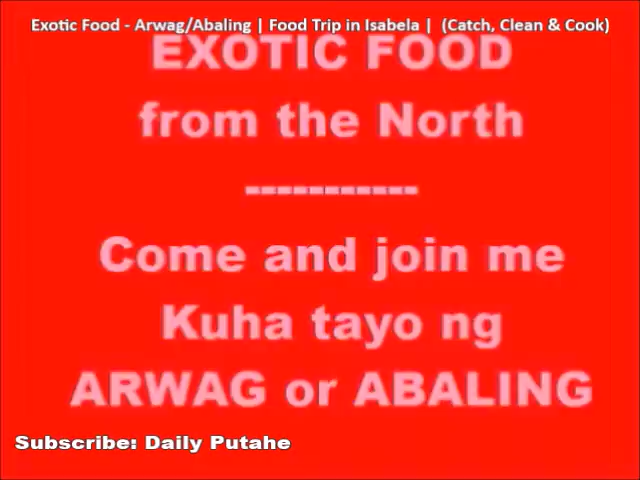 Exotic Food - Arwag/Abaling | Food Trip in Isabela | (Catch, Clean & Cook)
EXOTIC FOOD
from the North
-----------
Come and join me
Kuha tayo ng
ARWAG or ABALING
Subscribe: Daily Putahe